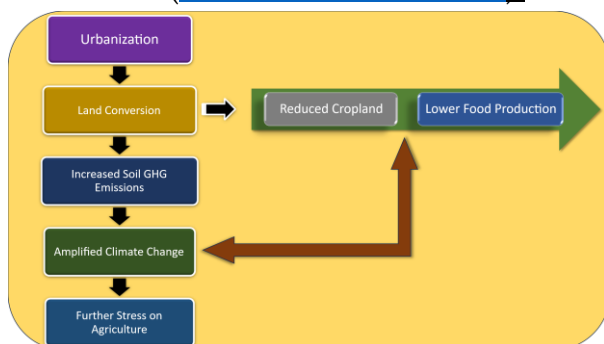 Urbanization
Land Conversion
Reduced Cropland
Lower Food Production
Increased Soil GHG
Emissions
Amplified Climate Change
Further Stress on
Agriculture